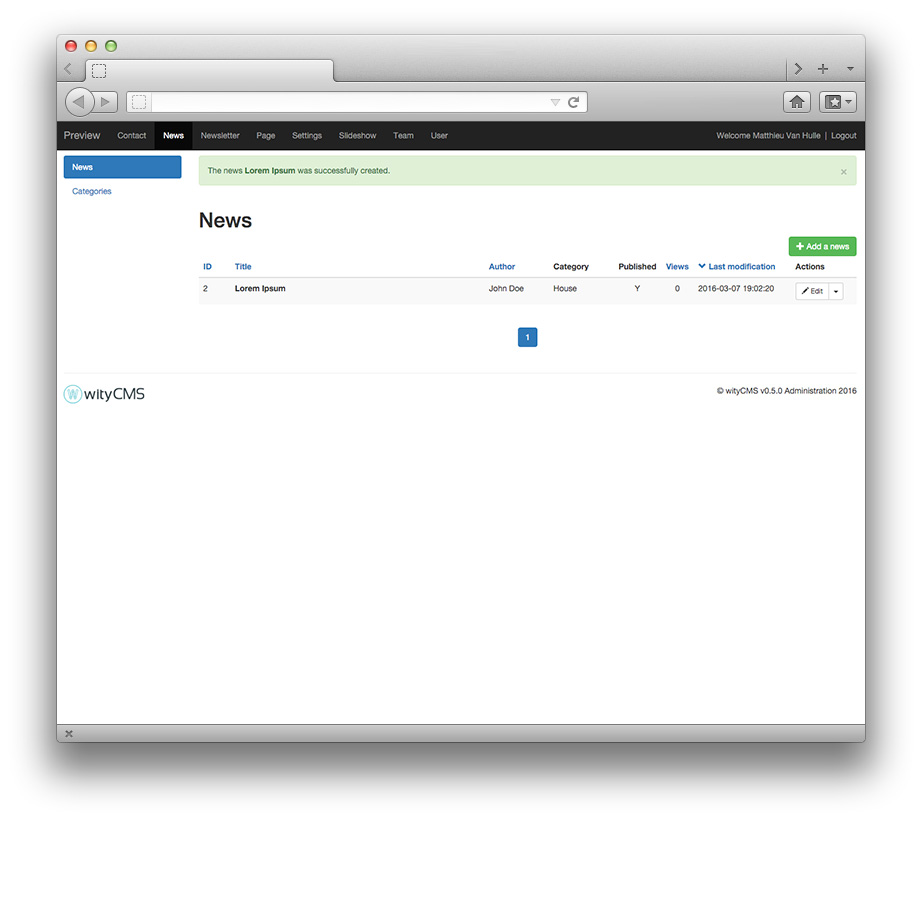 Preview Contact News Newsletter Page Settings Slideshow Team User Welcome Matthieu Van Hulle | Logout
News
Categories
The news Lorem Ipsum was successfully created. ×
News
+ Add a news
ID Title Author Category Published Views Last modification Actions
2 Lorem Ipsum John Doe House Y 0 2016-03-07 19:02:20 Edit
1
W wityCMS
© wityCMS v0.5.0 Administration 2016